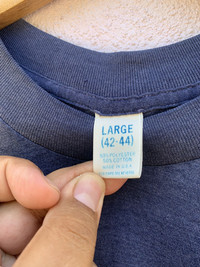 LARGE
(42-44)
50% POLYESTER
50% COTTON
MADE IN U.S.A.